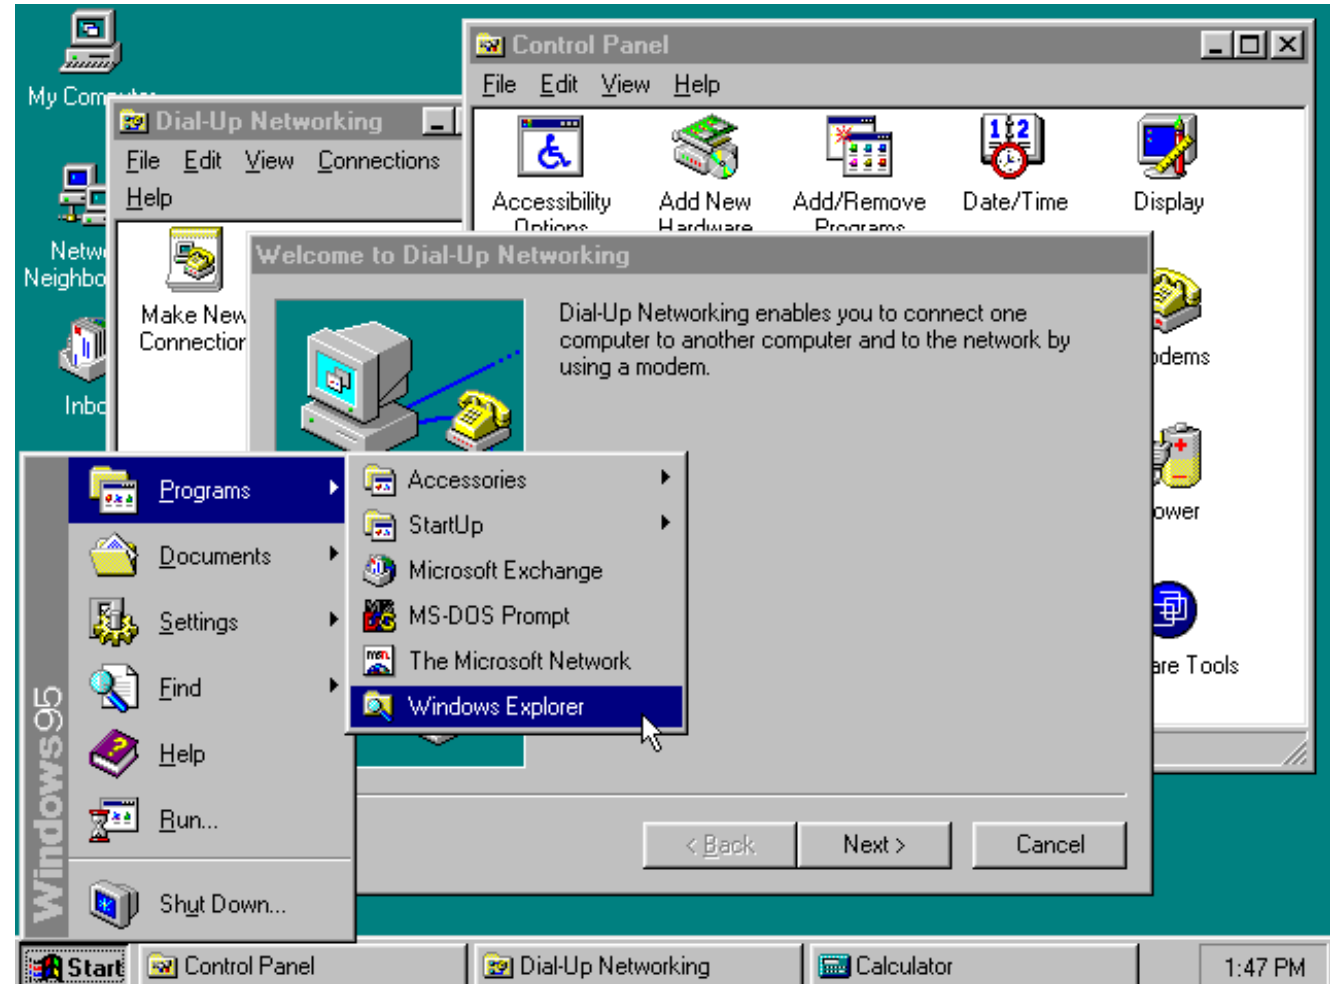 My Com
Network
Neighbo
Inbo
Control Panel
File Edit View Help
Accessibility
Options
Add New
Hardware
Add/Remove
Programs
Date/Time
Display
odems
ower
are Tools
Dial-Up Networking
File Edit View Connections
Help
Make New
Connection
Welcome to Dial-Up Networking
Dial-Up Networking enables you to connect one
computer to another computer and to the network by
using a modem.
< Back
Next >
Cancel
Windows95
Programs
Documents
Settings
Find
Help
Run...
Shut Down...
Accessories
StartUp
Microsoft Exchange
MS-DOS Prompt
The Microsoft Network
Windows Explorer
Start
Control Panel
Dial-Up Networking
Calculator
1:47 PM